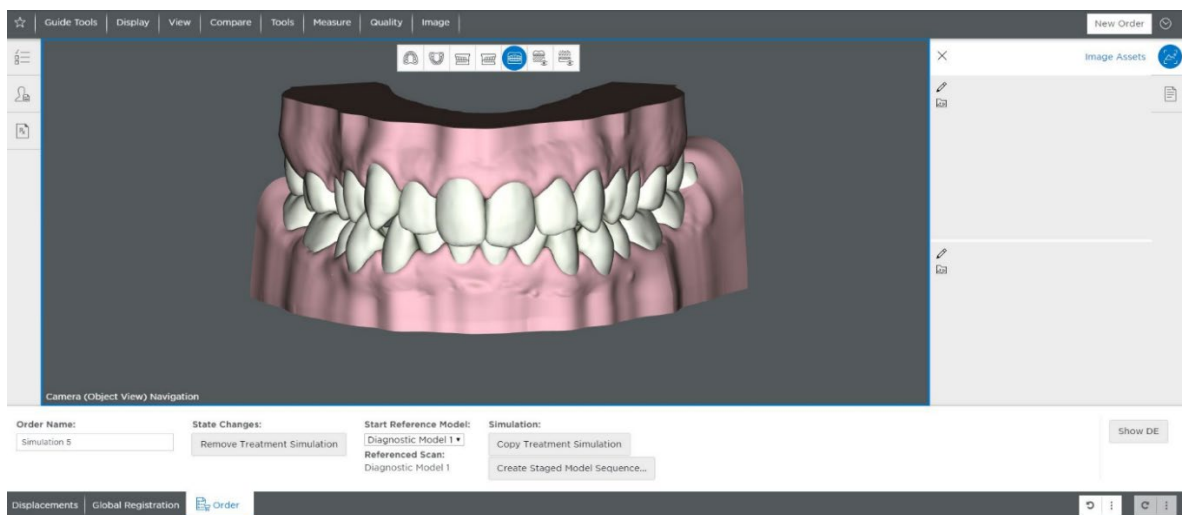 Guide Tools Display View Compare Tools Measure Quality Image New Order
Image Assets
Camera (Object View) Navigation
Order Name:
Simulation 5
State Changes:
Remove Treatment Simulation
Start Reference Model:
Diagnostic Model 1
Referenced Scan:
Diagnostic Model 1
Simulation:
Copy Treatment Simulation
Create Staged Model Sequence...
Show DE
Displacements Global Registration Order